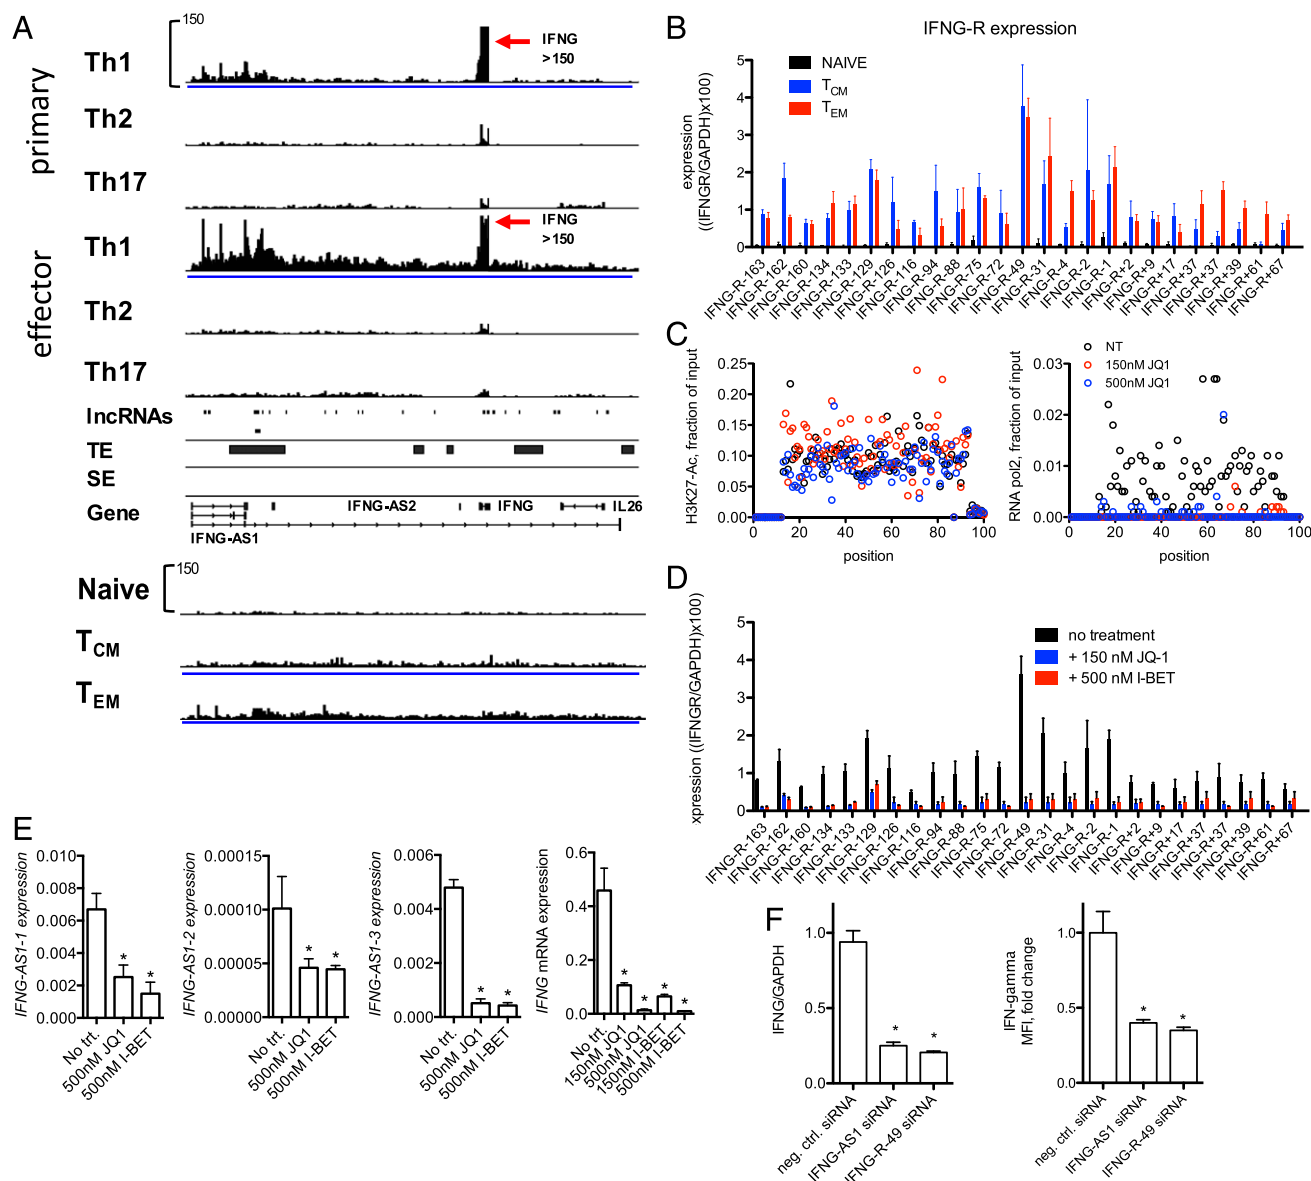 A
150
primary
Th1
IFNG
>150
Th2
Th17
effector
Th1
IFNG
>150
Th2
Th17
lncRNAs
TE
SE
Gene
IFNG-AS2
IFNG
IL26
IFNG-AS1
150
Naive
TCM
TEM
B
IFNG-R expression
NAIVE
TCM
TEM
expression
((IFNGR/GAPDH)x100)
5
4
3
2
1
0
IFNG-R-163
IFNG-R-162
IFNG-R-160
IFNG-R-134
IFNG-R-133
IFNG-R-129
IFNG-R-126
IFNG-R-116
IFNG-R-94
IFNG-R-88
IFNG-R-75
IFNG-R-72
IFNG-R-49
IFNG-R-31
IFNG-R-4
IFNG-R-2
IFNG-R-1
IFNG-R+2
IFNG-R+9
IFNG-R+17
IFNG-R+37
IFNG-R+37
IFNG-R+39
IFNG-R+61
IFNG-R+67
C
H3K27-Ac, fraction of input
0.25
0.20
0.15
0.10
0.05
0.00
0 20 40 60 80 100
position
NT
150nM JQ1
500nM JQ1
RNA pol2, fraction of input
0.03
0.02
0.01
0.00
0 20 40 60 80 100
position
D
xpression ((IFNGR/GAPDH)x100)
no treatment
+ 150 nM JQ-1
+ 500 nM I-BET
5
4
3
2
1
0
IFNG-R-163
IFNG-R-162
IFNG-R-160
IFNG-R-134
IFNG-R-133
IFNG-R-129
IFNG-R-126
IFNG-R-116
IFNG-R-94
IFNG-R-88
IFNG-R-75
IFNG-R-72
IFNG-R-49
IFNG-R-31
IFNG-R-4
IFNG-R-2
IFNG-R-1
IFNG-R+2
IFNG-R+9
IFNG-R+17
IFNG-R+37
IFNG-R+37
IFNG-R+39
IFNG-R+61
IFNG-R+67
E
IFNG-AS1-1 expression
0.010
0.008
0.006
0.004
0.002
0.000
* *
No trt.
500nM JQ1
500nM I-BET
IFNG-AS1-2 expression
0.00015
0.00010
0.00005
0.00000
* *
No trt.
500nM JQ1
500nM I-BET
IFNG-AS1-3 expression
0.006
0.004
0.002
0.000
* *
No trt.
500nM JQ1
500nM I-BET
IFNG mRNA expression
0.6
0.4
0.2
0.0
* * * *
No trt.
150nM JQ1
500nM JQ1
150nM I-BET
500nM I-BET
F
IFNG/GAPDH
1.0
0.5
0.0
* *
neg. ctrl. siRNA
IFNG-AS1 siRNA
IFNG-R-49 siRNA
IFN-gamma
MFI, fold change
1.0
0.5
0.0
* *
neg. ctrl. siRNA
IFNG-AS1 siRNA
IFNG-R-49 siRNA